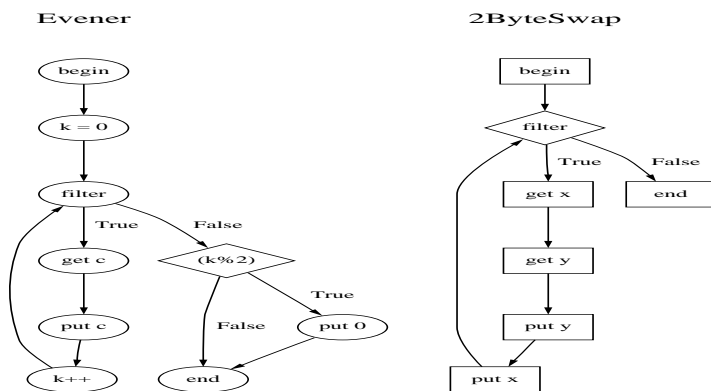 Evener
begin
k = 0
filter
True
False
get c
(k%2)
True
put c
False
put 0
k++
end
2ByteSwap
begin
filter
True
False
get x
end
get y
put y
put x